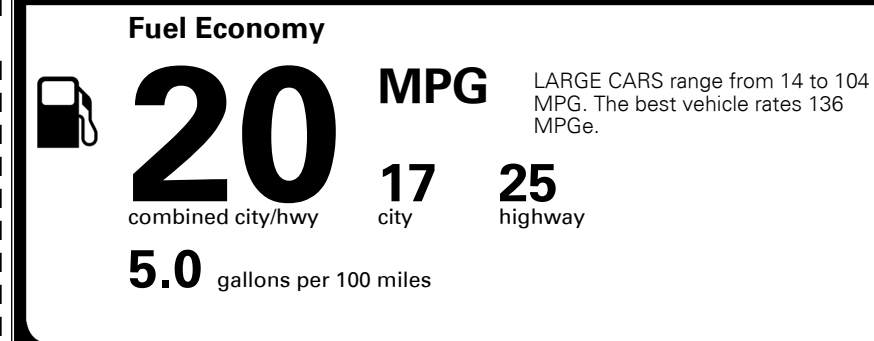 Fuel Economy
20
MPG
LARGE CARS range from 14 to 104
MPG. The best vehicle rates 136
MPGe.
combined city/hwy
17
city
25
highway
5.0 gallons per 100 miles